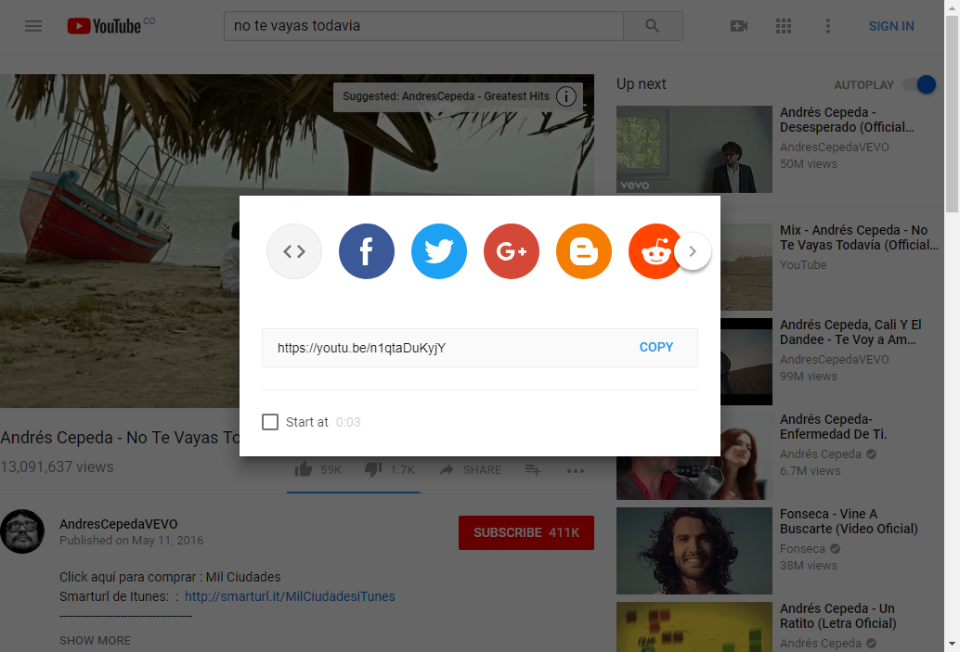 YouTube CO
no te vayas todavia
SIGN IN
Suggested: AndresCepeda - Greatest Hits
Up next
AUTOPLAY
vevo
Andrés Cepeda -
Desesperado (Official...
AndresCepedaVEVO
50M views
Mix - Andrés Cepeda - No
Te Vayas Todavía (Official...
YouTube
Andrés Cepeda, Cali Y El
Dandee - Te Voy a Am...
AndresCepedaVEVO
99M views
Andrés Cepeda-
Enfermedad De Ti.
Andrés Cepeda
6.7M views
Fonseca - Vine A
Buscarte (Video Oficial)
Fonseca
38M views
Andrés Cepeda - Un
Ratito (Letra Oficial)
Andrés Cepeda
f
G+
https://youtu.be/n1qtaDuKyjY
COPY
Start at 0:03
Andrés Cepeda - No Te Vayas To
13,091,637 views
59K
1.7K
SHARE
AndresCepedaVEVO
Published on May 11, 2016
SUBSCRIBE 411K
Click aquí para comprar : Mil Ciudades
Smarturl de Itunes: : http://smarturl.it/MilCiudadesiTunes
---------------------------------------
SHOW MORE